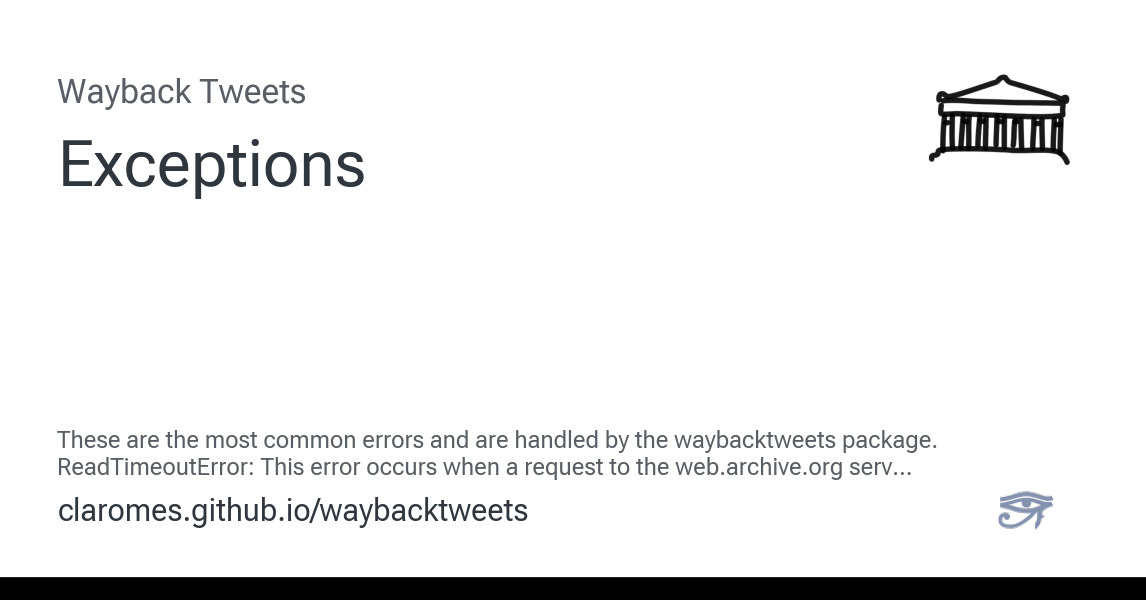 Wayback Tweets
Exceptions
These are the most common errors and are handled by the waybacktweets package.
ReadTimeoutError: This error occurs when a request to the web.archive.org serv...
claromes.github.io/waybacktweets